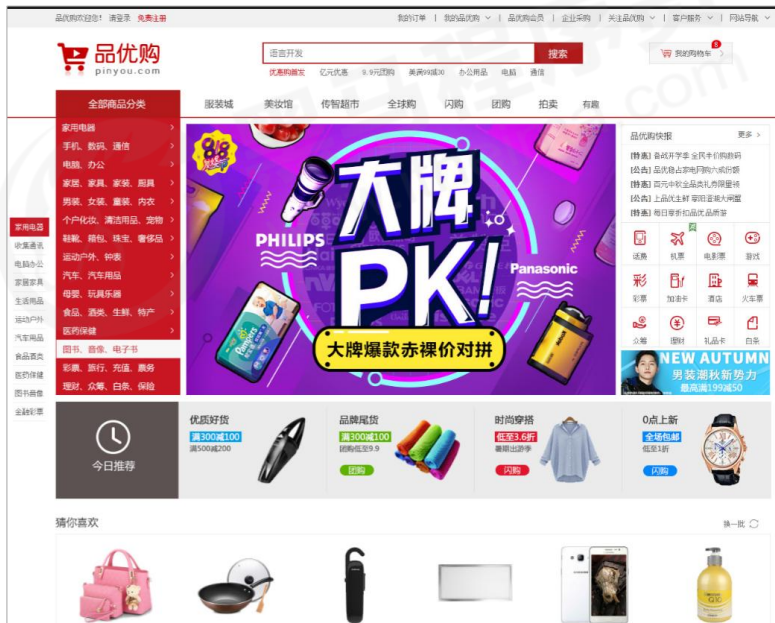 品优购欢迎您! 请登录 免费注册
我的订单 | 我的品优购 | 品优购会员 | 企业采购 | 关注品优购 | 客户服务 | 网站导航
品优购
pinyou.com
语言开发
搜索
我的购物车
8
优惠购首发 亿元优惠 9.9元团购 美满99减30 办公用品 电脑 通信
全部商品分类
服装城 美妆馆 传智超市 全球购 闪购 团购 拍卖 有趣
家用电器
手机、数码、通信
电脑、办公
家居、家具、家装、厨具
男装、女装、童装、内衣
个户化妆、清洁用品、宠物
鞋靴、箱包、珠宝、奢侈品
运动户外、钟表
汽车、汽车用品
母婴、玩具乐器
食品、酒类、生鲜、特产
医药保健
图书、音像、电子书
彩票、旅行、充值、票务
理财、众筹、白条、保险
家用电器
收集通讯
电脑办公
家居家具
生活用品
运动户外
汽车用品
食品酒类
医药保健
图书音像
金融彩票
大牌
PK!
PHILIPS
Panasonic
Pampers
大牌爆款赤裸价对拼
品优购快报
更多 >
[特惠] 备战开学季 全民半价购数码
[公告] 品优稳占家电网购六成份额
[特惠] 百元中秋全品类礼券限量领
[公告] 上品优生鲜 享阳澄湖大闸蟹
[特惠] 每日享折扣品优品质游
话费 机票 电影票 游戏
彩票 加油卡 酒店 火车票
众筹 理财 礼品卡 白条
NEW AUTUMN
男装潮秋新势力
最高满199减50
今日推荐
优质好货
满300减100
满500减200
品牌尾货
满300减100
团购低至9.9
团购
时尚穿搭
低至3.6折
暑期出游季
闪购
0点上新
全场包邮
低至1折
闪购
猜你喜欢
换一批